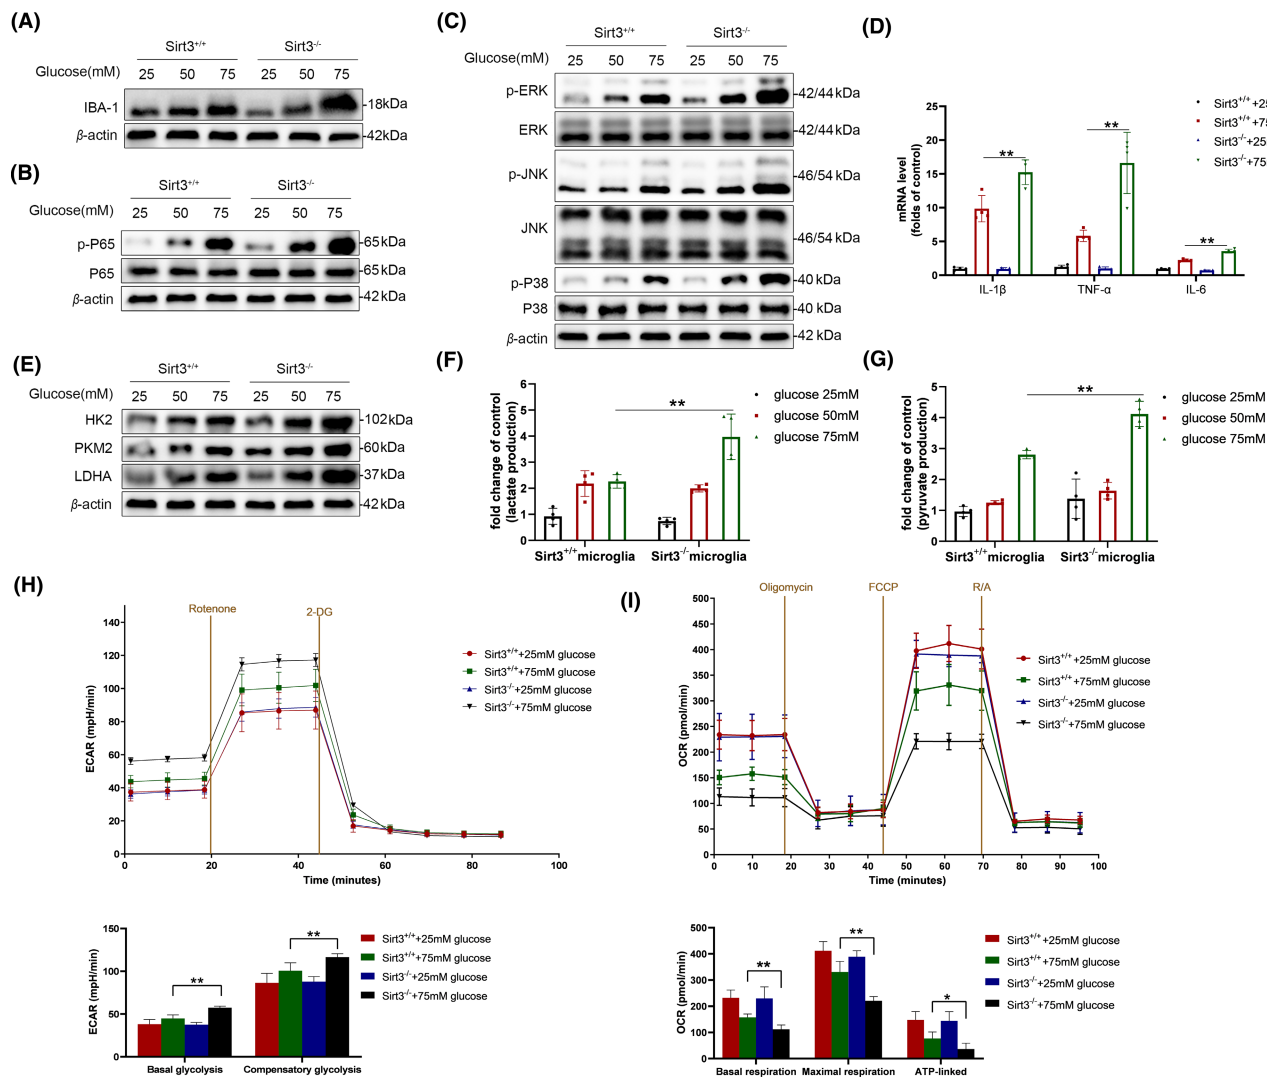 (A)
Sirt3+/+ Sirt3-/-
Glucose(mM) 25 50 75 25 50 75
IBA-1 18kDa
β-actin 42kDa
(B)
Sirt3+/+ Sirt3-/-
Glucose(mM) 25 50 75 25 50 75
p-P65 65kDa
P65 65kDa
β-actin 42kDa
(C)
Sirt3+/+ Sirt3-/-
Glucose(mM) 25 50 75 25 50 75
p-ERK 42/44kDa
ERK 42/44kDa
p-JNK 46/54 kDa
JNK 46/54 kDa
p-P38 40 kDa
P38 40 kDa
β-actin 42 kDa
(D)
mRNA level
(folds of control)
25
20
15
10
5
0
** ** **
IL-1β TNF-α IL-6
Sirt3+/++25
Sirt3+/++75
Sirt3-/-+25
Sirt3-/-+75
(E)
Sirt3+/+ Sirt3-/-
Glucose(mM) 25 50 75 25 50 75
HK2 102kDa
PKM2 60kDa
LDHA 37kDa
β-actin 42kDa
(F)
fold change of control
(lactate production)
6
5
4
3
2
1
0
**
Sirt3+/+microglia Sirt3-/-microglia
glucose 25mM
glucose 50mM
glucose 75mM
(G)
fold change of control
(pyruvate production)
5
4
3
2
1
0
**
Sirt3+/+microglia Sirt3-/-microglia
glucose 25mM
glucose 50mM
glucose 75mM
(H)
Rotenone 2-DG
ECAR (mpH/min)
140
120
100
80
60
40
20
0
0 20 40 60 80 100
Time (minutes)
Sirt3+/++25mM glucose
Sirt3+/++75mM glucose
Sirt3-/-+25mM glucose
Sirt3-/-+75mM glucose
ECAR (mpH/min)
150
100
50
0
** **
Basal glycolysis Compensatory glycolysis
Sirt3+/++25mM glucose
Sirt3+/++75mM glucose
Sirt3-/-+25mM glucose
Sirt3-/-+75mM glucose
(I)
Oligomycin FCCP R/A
OCR (pmol/min)
500
450
400
350
300
250
200
150
100
50
0
0 10 20 30 40 50 60 70 80 90 100
Time (minutes)
Sirt3+/++25mM glucose
Sirt3+/++75mM glucose
Sirt3-/-+25mM glucose
Sirt3-/-+75mM glucose
OCR (pmol/min)
500
400
300
200
100
0
** ** *
Basal respiration Maximal respiration ATP-linked
Sirt3+/++25mM glucose
Sirt3+/++75mM glucose
Sirt3-/-+25mM glucose
Sirt3-/-+75mM glucose